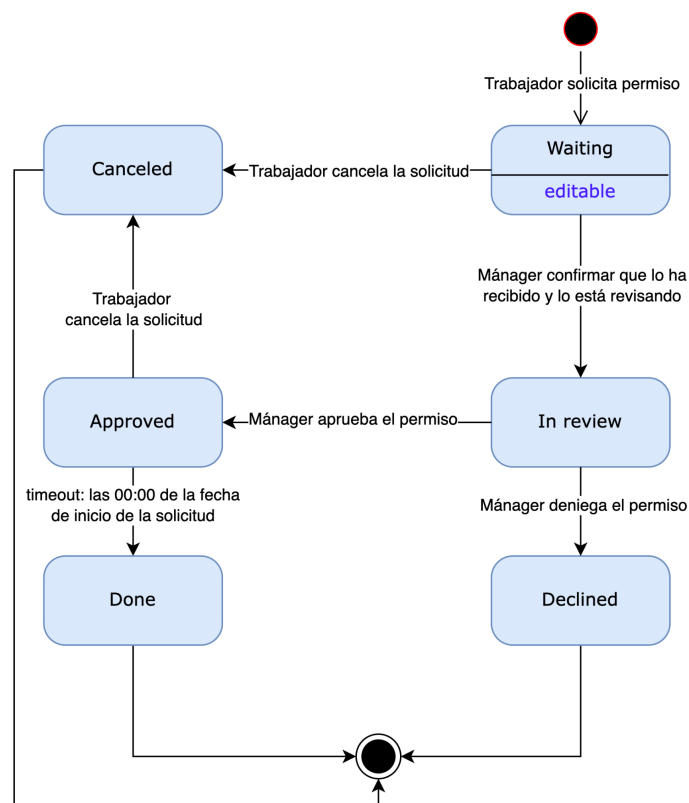 Trabajador solicita permiso
Waiting
editable
Canceled
Trabajador cancela la solicitud
Mánager confirmar que lo ha
recibido y lo está revisando
Trabajador
cancela la solicitud
Approved
Mánager aprueba el permiso
In review
timeout: las 00:00 de la fecha
de inicio de la solicitud
Mánager deniega el permiso
Done
Declined